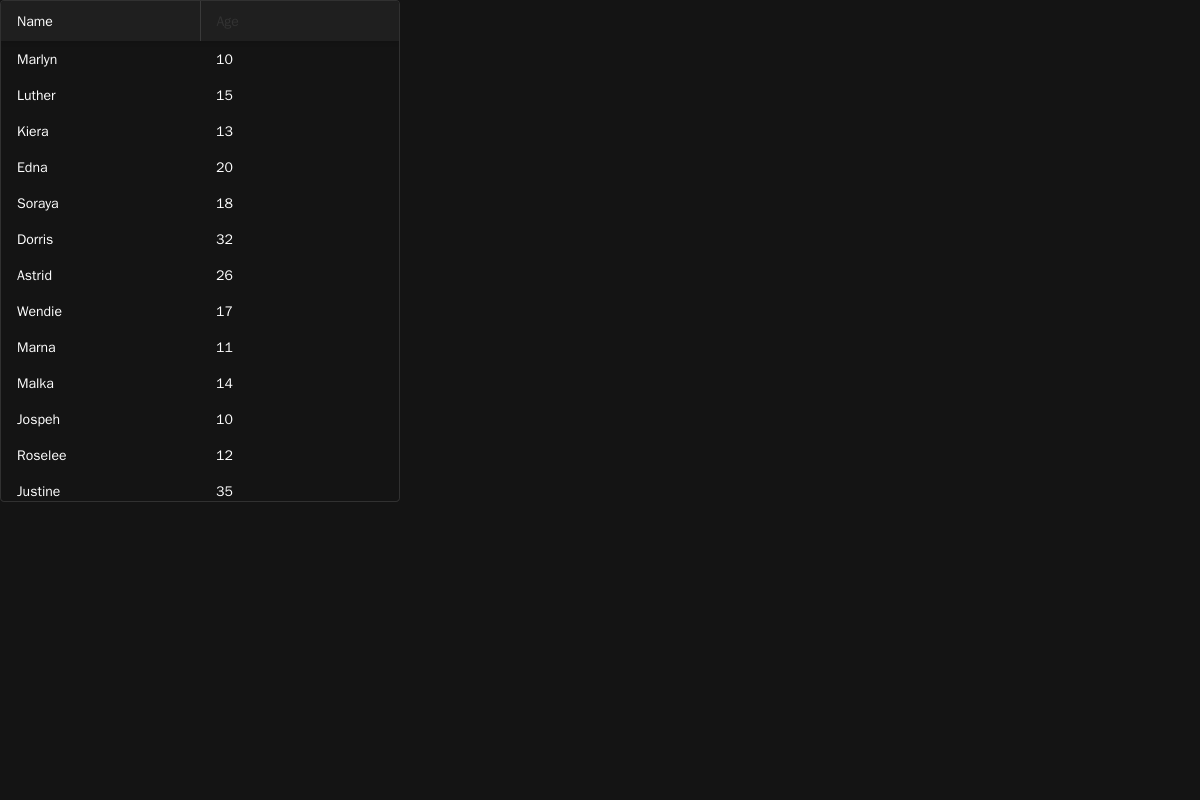 Name Age
Marlyn 10
Luther 15
Kiera 13
Edna 20
Soraya 18
Dorris 32
Astrid 26
Wendie 17
Marna 11
Malka 14
Jospeh 10
Roselee 12
Justine 35